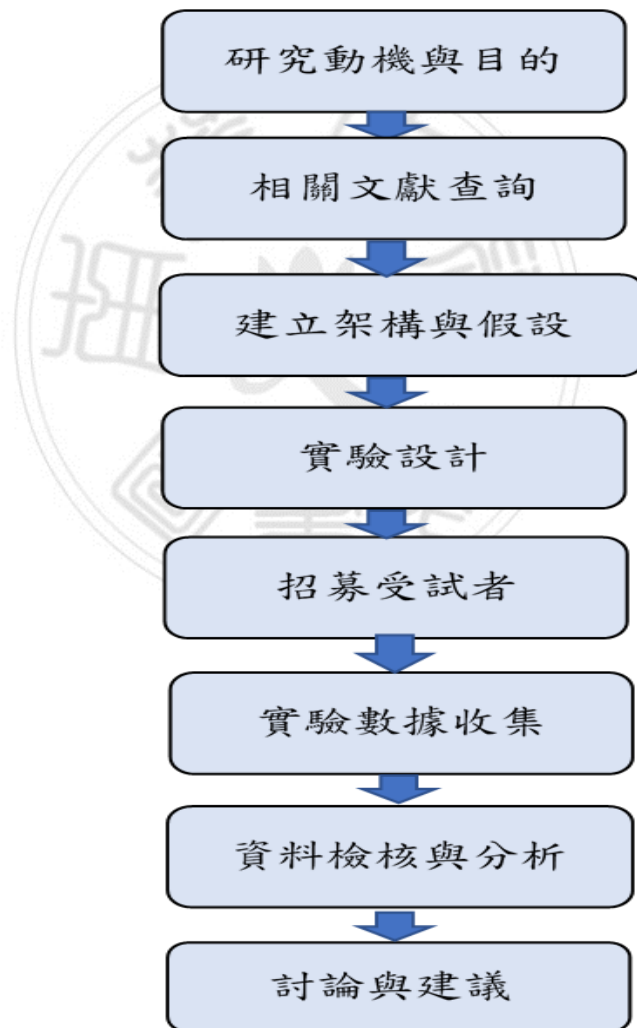 研究動機與目的
相關文獻查詢
建立架構與假設
實驗設計
招募受試者
實驗數據收集
資料檢核與分析
討論與建議